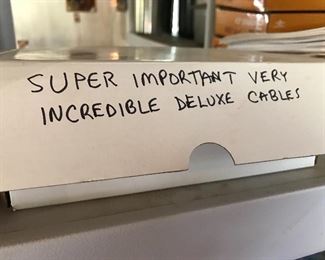 SUPER IMPORTANT VERY
INCREDIBLE DELUXE CABLES